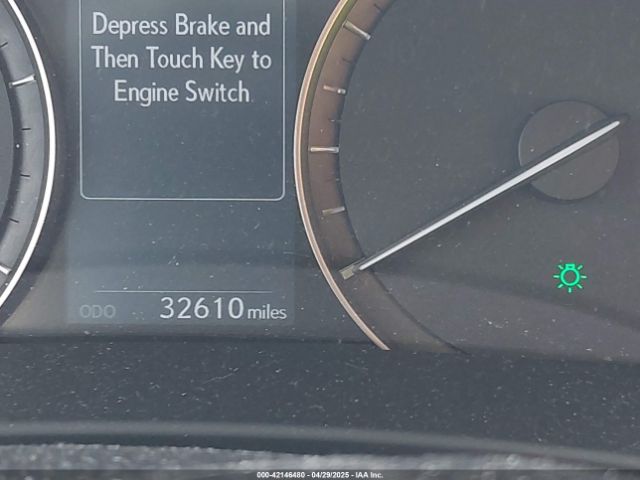 Depress Brake and
Then Touch Key to
Engine Switch
ODO 32610 miles
000-42146480 - 04/29/2025 - IAA Inc.